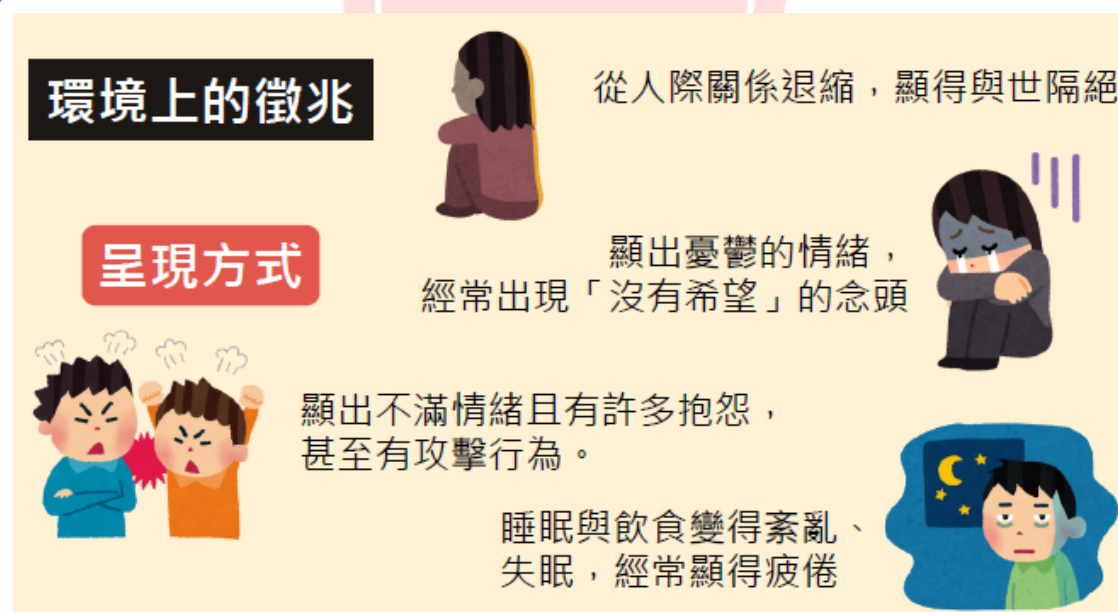 環境上的徵兆
從人際關係退縮，顯得與世隔絕
呈現方式
顯出憂鬱的情緒，
經常出現「沒有希望」的念頭
顯出不滿情緒且有許多抱怨，
甚至有攻擊行為。
睡眠與飲食變得紊亂、
失眠，經常顯得疲倦